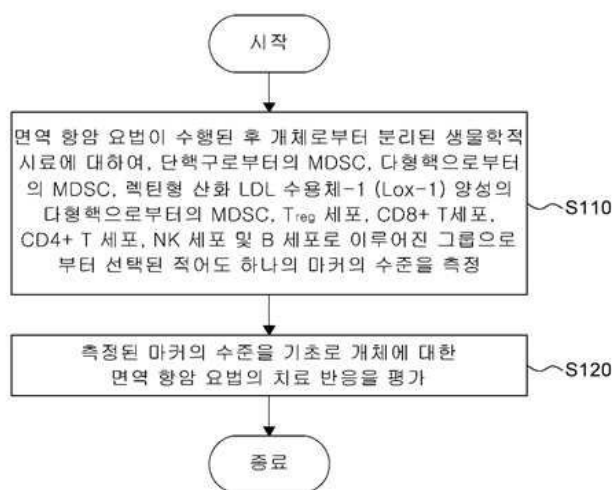 시작
면역 항암 요법이 수행된 후 개체로부터 분리된 생물학적
시료에 대하여, 단핵구로부터의 MDSC, 다형핵으로부터
의 MDSC, 렉틴형 산화 LDL 수용체-1 (Lox-1) 양성의
다형핵으로부터의 MDSC, Treg 세포, CD8+ T세포,
CD4+ T 세포, NK 세포 및 B 세포로 이루어진 그룹으로
부터 선택된 적어도 하나의 마커의 수준을 측정
S110
측정된 마커의 수준을 기초로 개체에 대한
면역 항암 요법의 치료 반응을 평가
S120
종료